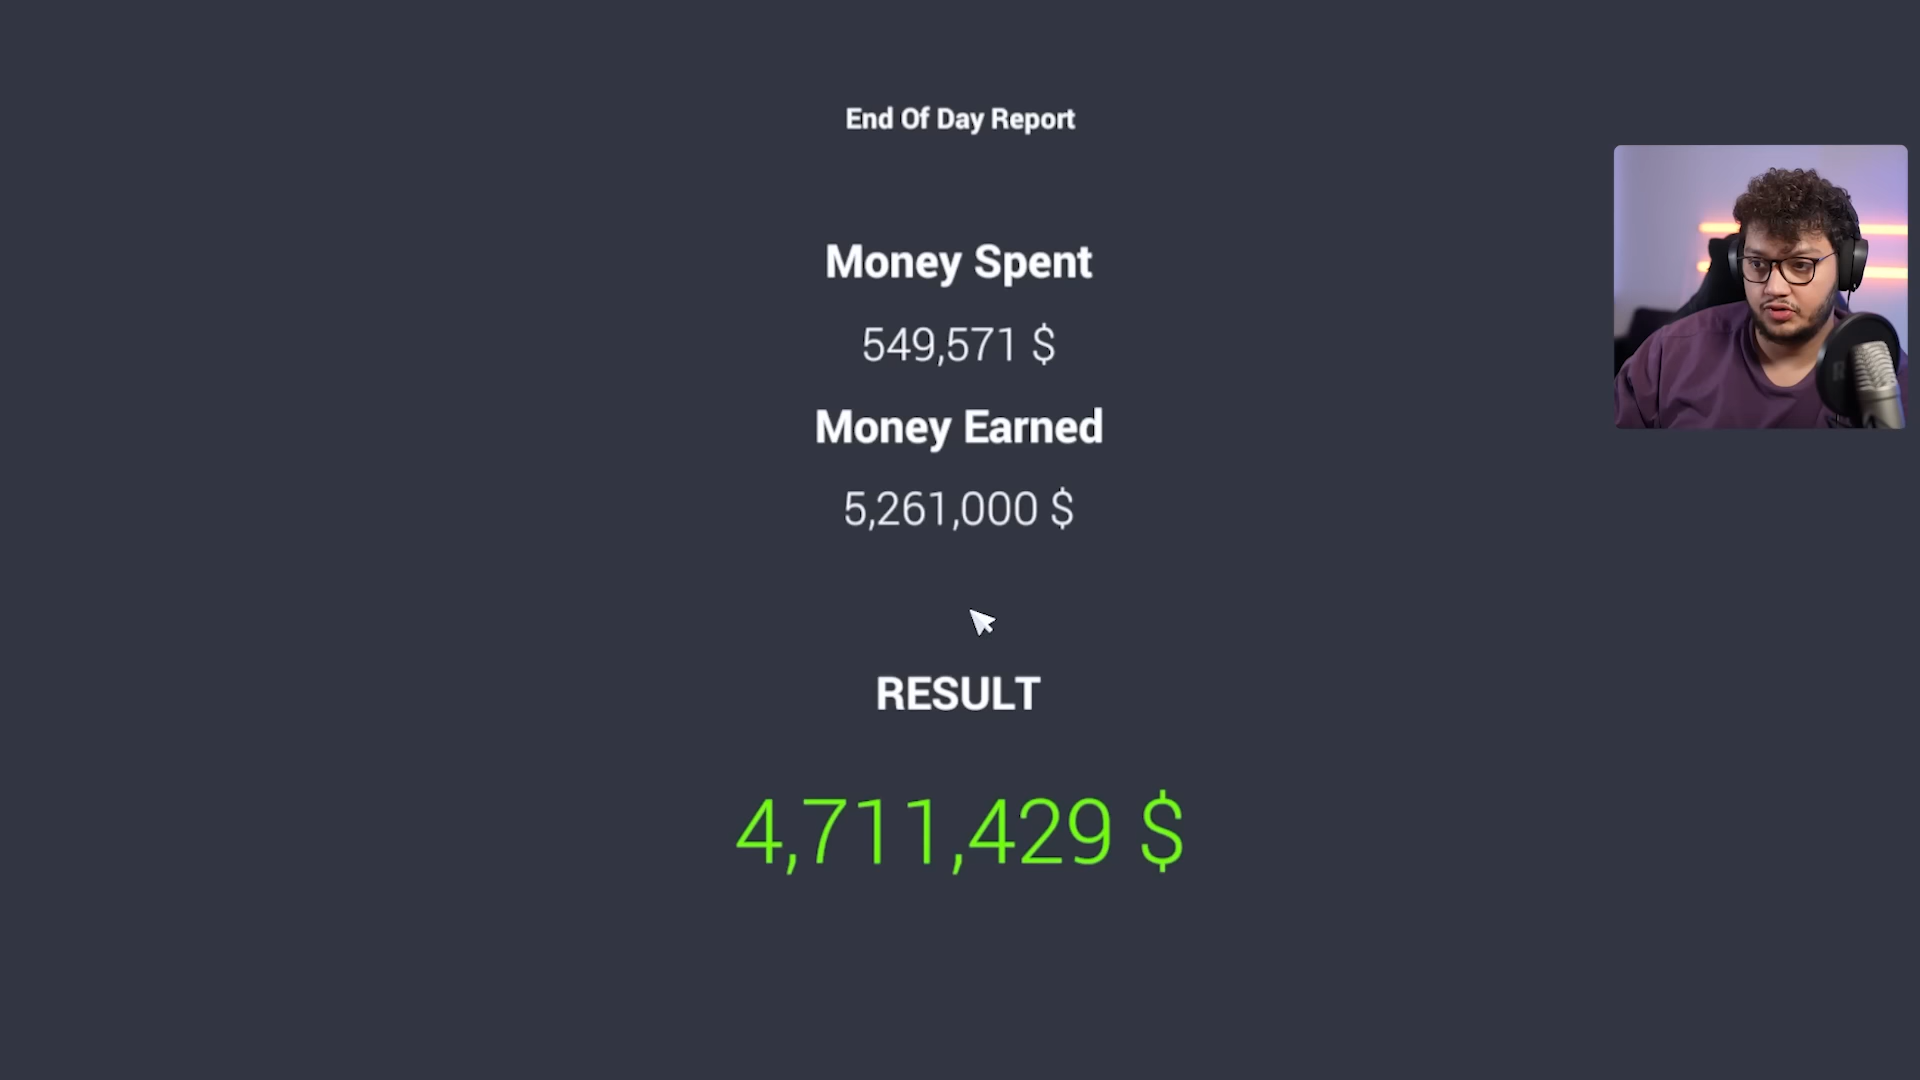 End Of Day Report
Money Spent
549,571 $
Money Earned
5,261,000 $
RESULT
4,711,429 $